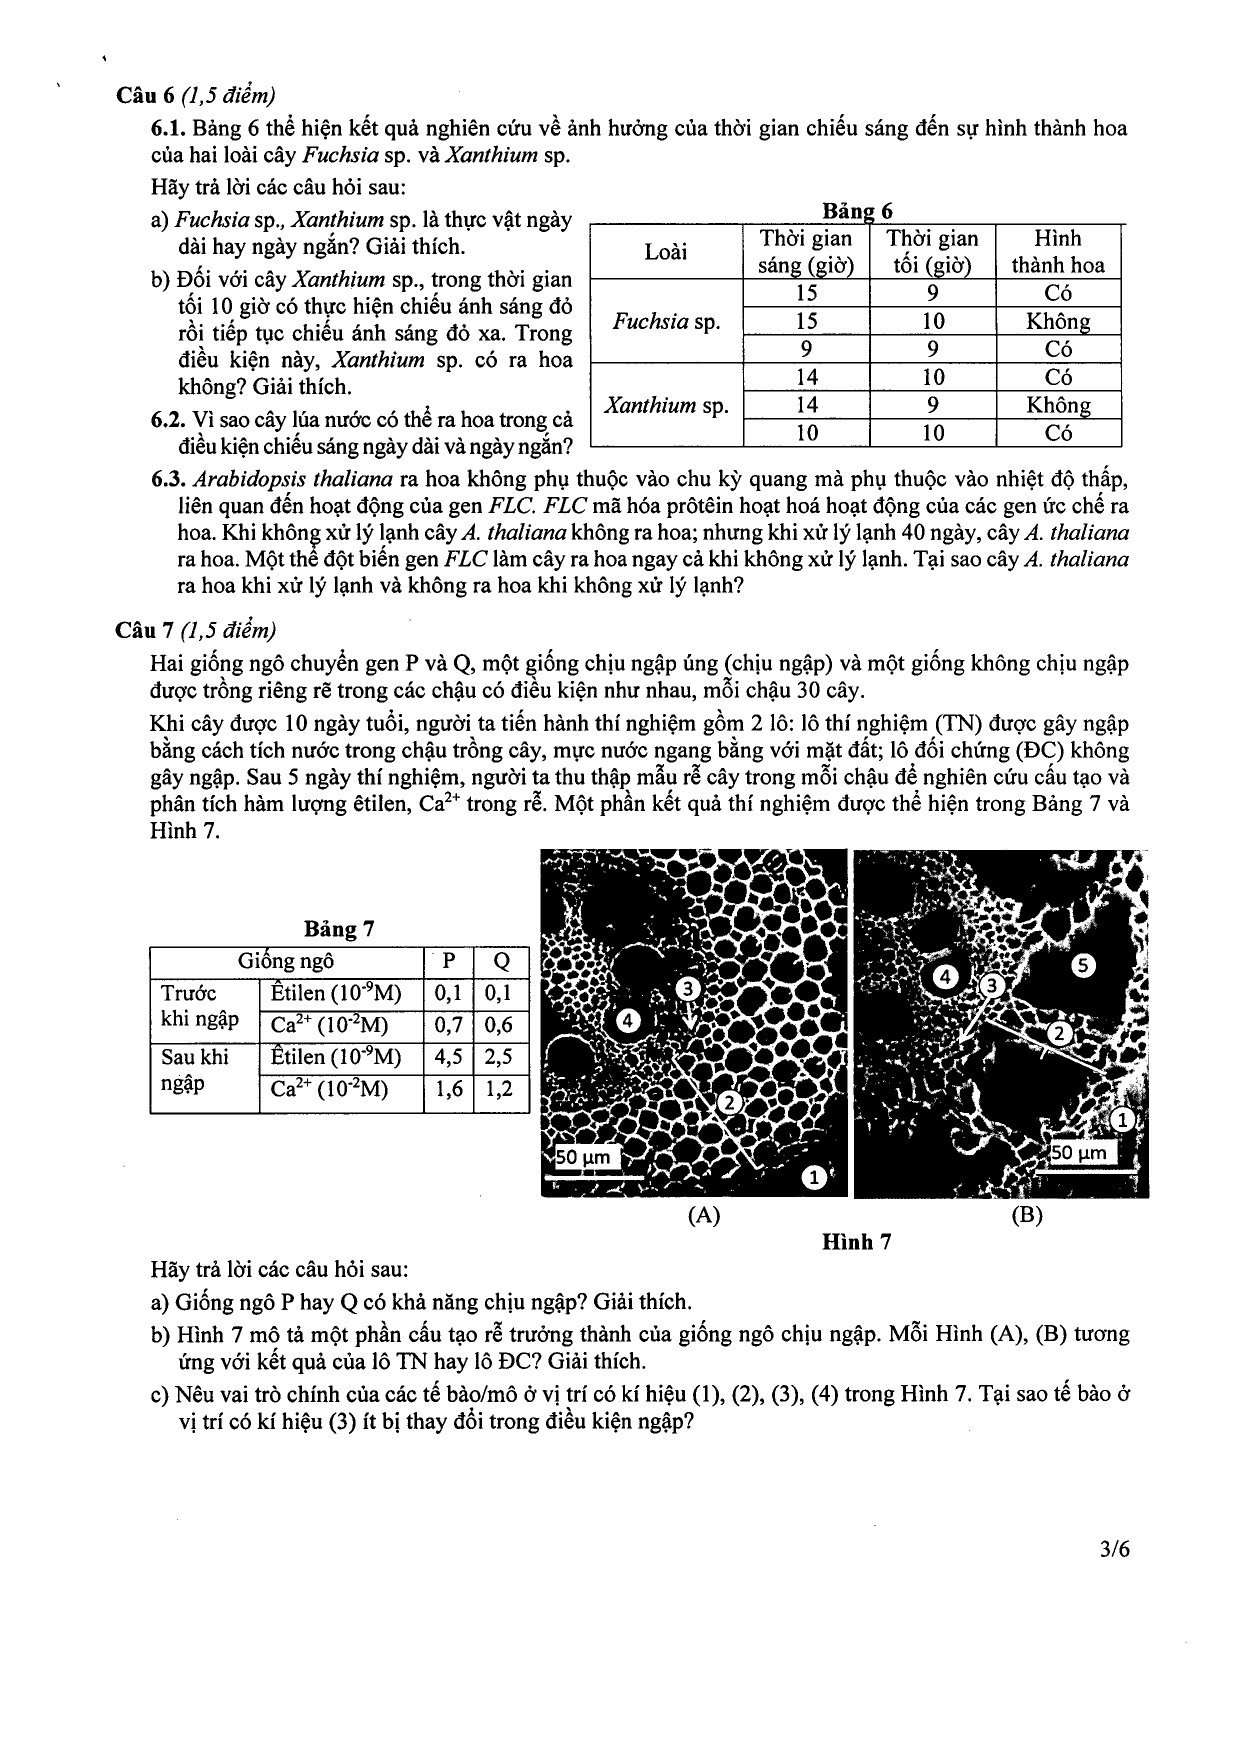 Câu 6 (1,5 điểm)
6.1. Bảng 6 thể hiện kết quả nghiên cứu về ảnh hưởng của thời gian chiếu sáng đến sự hình thành hoa
của hai loài cây Fuchsia sp. và Xanthium sp.
Hãy trả lời các câu hỏi sau:
a) Fuchsia sp., Xanthium sp. là thực vật ngày
dài hay ngày ngắn? Giải thích.
b) Đối với cây Xanthium sp., trong thời gian
tối 10 giờ có thực hiện chiếu ánh sáng đỏ
rồi tiếp tục chiếu ánh sáng đỏ xa. Trong
điều kiện này, Xanthium sp. có ra hoa
không? Giải thích.
6.2. Vì sao cây lúa nước có thể ra hoa trong cả
điều kiện chiếu sáng ngày dài và ngày ngắn?
Bảng 6
Loài Thời gian sáng (giờ) Thời gian tối (giờ) Hình thành hoa
Fuchsia sp. 15 9 Có
15 10 Không
9 9 Có
Xanthium sp. 14 10 Có
14 9 Không
10 10 Có
6.3. Arabidopsis thaliana ra hoa không phụ thuộc vào chu kỳ quang mà phụ thuộc vào nhiệt độ thấp,
liên quan đến hoạt động của gen FLC. FLC mã hóa prôtêin hoạt hoá hoạt động của các gen ức chế ra
hoa. Khi không xử lý lạnh cây A. thaliana không ra hoa; nhưng khi xử lý lạnh 40 ngày, cây A. thaliana
ra hoa. Một thể đột biến gen FLC làm cây ra hoa ngay cả khi không xử lý lạnh. Tại sao cây A. thaliana
ra hoa khi xử lý lạnh và không ra hoa khi không xử lý lạnh?
Câu 7 (1,5 điểm)
Hai giống ngô chuyển gen P và Q, một giống chịu ngập úng (chịu ngập) và một giống không chịu ngập
được trồng riêng rẽ trong các chậu có điều kiện như nhau, mỗi chậu 30 cây.
Khi cây được 10 ngày tuổi, người ta tiến hành thí nghiệm gồm 2 lô: lô thí nghiệm (TN) được gây ngập
bằng cách tích nước trong chậu trồng cây, mực nước ngang bằng với mặt đất; lô đối chứng (ĐC) không
gây ngập. Sau 5 ngày thí nghiệm, người ta thu thập mẫu rễ cây trong mỗi chậu để nghiên cứu cấu tạo và
phân tích hàm lượng êtilen, Ca²⁺ trong rễ. Một phần kết quả thí nghiệm được thể hiện trong Bảng 7 và
Hình 7.
Bảng 7
Giống ngô P Q
Trước khi ngập Êtilen (10⁻⁹M) 0,1 0,1
Ca²⁺ (10⁻²M) 0,7 0,6
Sau khi ngập Êtilen (10⁻⁹M) 4,5 2,5
Ca²⁺ (10⁻²M) 1,6 1,2
3
4
2
50 µm
1
5
4
3
2
1
50 µm
(A) (B)
Hình 7
Hãy trả lời các câu hỏi sau:
a) Giống ngô P hay Q có khả năng chịu ngập? Giải thích.
b) Hình 7 mô tả một phần cấu tạo rễ trưởng thành của giống ngô chịu ngập. Mỗi Hình (A), (B) tương
ứng với kết quả của lô TN hay lô ĐC? Giải thích.
c) Nêu vai trò chính của các tế bào/mô ở vị trí có kí hiệu (1), (2), (3), (4) trong Hình 7. Tại sao tế bào ở
vị trí có kí hiệu (3) ít bị thay đổi trong điều kiện ngập?
3/6